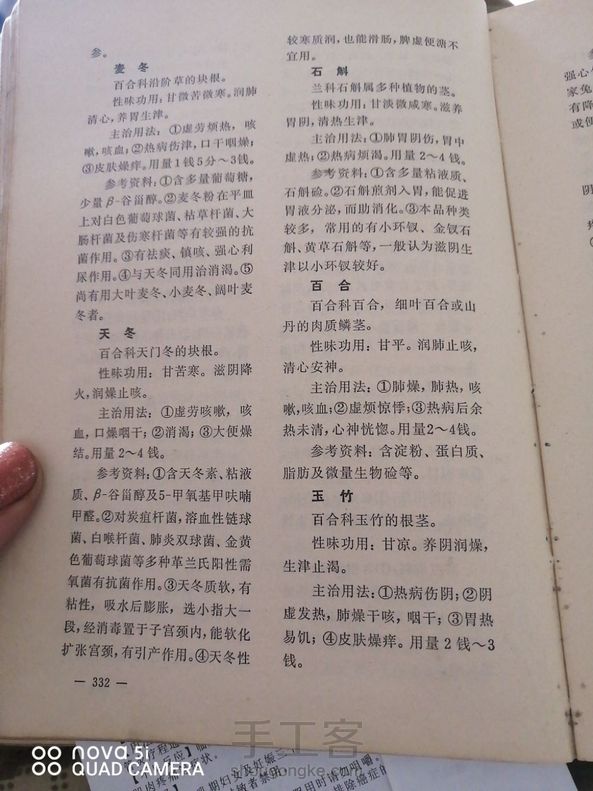 参。
麦冬
百合科沿阶草的块根。
性味功用：甘微苦微寒。润肺
清心，养胃生津。
主治用法：①虚劳烦热，咳
嗽，咳血；②热病伤津，口干咽燥；
③皮肤燥痒。用量1钱5分～3钱。
参考资料：①含多量葡萄糖，
少量β-谷甾醇。②麦冬粉在平皿
上对白色葡萄球菌、枯草杆菌、大
肠杆菌及伤寒杆菌等有较强的抗
菌作用。③有祛痰、镇咳、强心利
尿作用。④与天冬同用治消渴。⑤
尚有用大叶麦冬、小麦冬、阔叶麦
冬者。
天冬
百合科天门冬的块根。
性味功用：甘苦寒。滋阴降
火，润燥止咳。
主治用法：①虚劳咳嗽，咳
血，口燥咽干；②消渴；③大便燥
结。用量2～4钱。
参考资料：①含天冬素、粘液
质、β-谷甾醇及5-甲氧基甲呋喃
甲醛。②对炭疽杆菌，溶血性链球
菌、白喉杆菌、肺炎双球菌、金黄
色葡萄球菌等多种革兰氏阳性需
氧菌有抗菌作用。③天冬质软，有
粘性，吸水后膨胀，选小指大一
段，经消毒置于子宫颈内，能软化
扩张宫颈，有引产作用。④天冬性
— 332 —
较寒质润，也能滑肠，脾虚便溏不
宜用。
石斛
兰科石斛属多种植物的茎。
性味功用：甘淡微咸寒。滋养
胃阴，清热生津。
主治用法：①肺胃阴伤，胃中
虚热；②热病烦渴。用量2～4钱。
参考资料：①含多量粘液质、
石斛硷。②石斛煎剂入胃，能促进
胃液分泌，而助消化。③本品种类
较多，常用的有小环钗、金钗石
斛、黄草石斛等，一般认为滋阴生
津以小环钗较好。
百合
百合科百合，细叶百合或山
丹的肉质鳞茎。
性味功用：甘平。润肺止咳，
清心安神。
主治用法：①肺燥，肺热，咳
嗽，咳血；②虚烦惊悸；③热病后余
热未清，心神恍惚。用量2～4钱。
参考资料：含淀粉、蛋白质、
脂肪及微量生物硷等。
玉竹
百合科玉竹的根茎。
性味功用：甘凉。养阴润燥，
生津止渴。
主治用法：①热病伤阴；②阴
虚发热，肺燥干咳，咽干；③胃热
易饥；④皮肤燥痒。用量2钱～3
钱。
强心
家兔
有降
或便
阴
手工客
shougongke.com
nova 5i
QUAD CAMERA